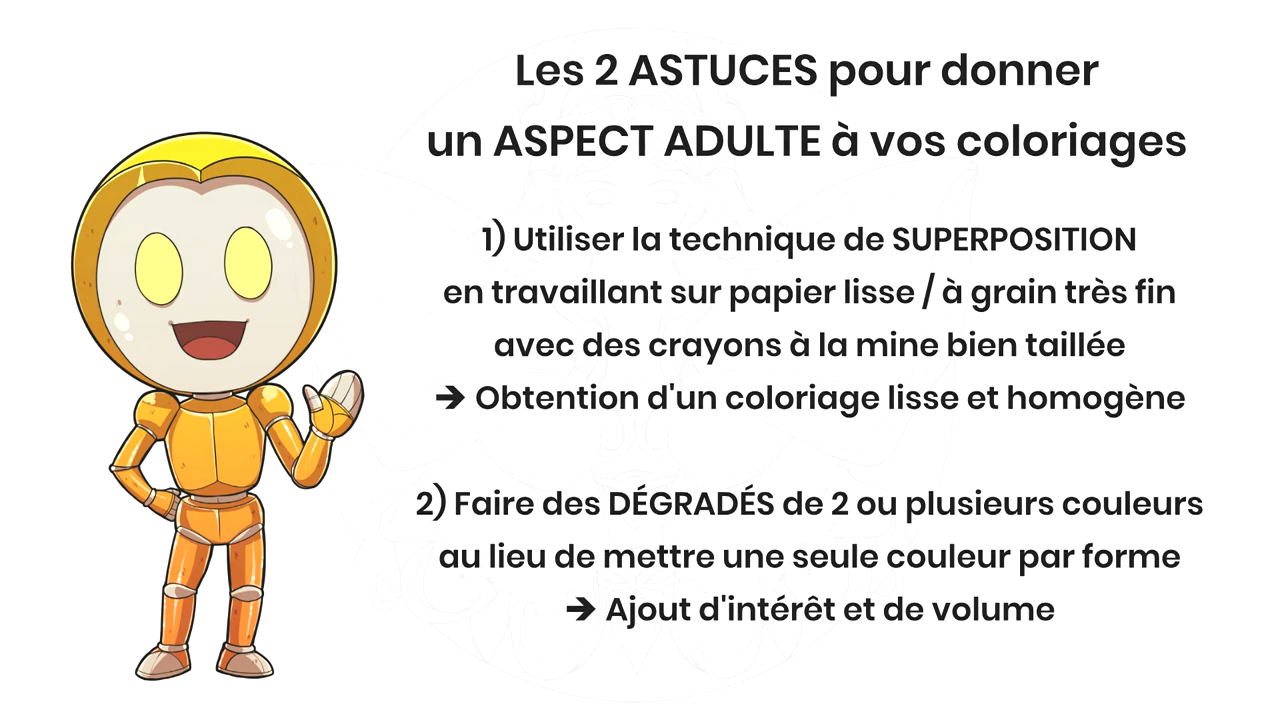 Les 2 ASTUCES pour donner
un ASPECT ADULTE à vos coloriages
1) Utiliser la technique de SUPERPOSITION
en travaillant sur papier lisse / à grain très fin
avec des crayons à la mine bien taillée
➔ Obtention d'un coloriage lisse et homogène
2) Faire des DÉGRADÉS de 2 ou plusieurs couleurs
au lieu de mettre une seule couleur par forme
➔ Ajout d'intérêt et de volume